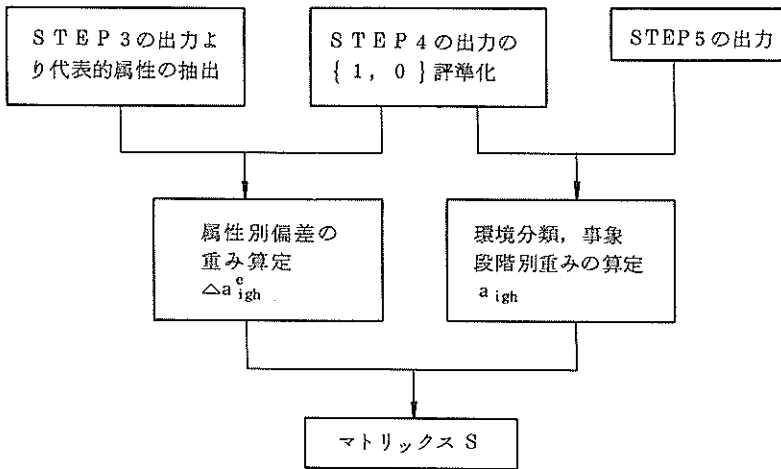 STEP3の出力よ
り代表的属性の抽出
STEP4の出力の
{1,0}評準化
STEP5の出力
属性別偏差の
重み算定
△a^e_igh
環境分類,事象
段階別重みの算定
a_igh
マトリックス S